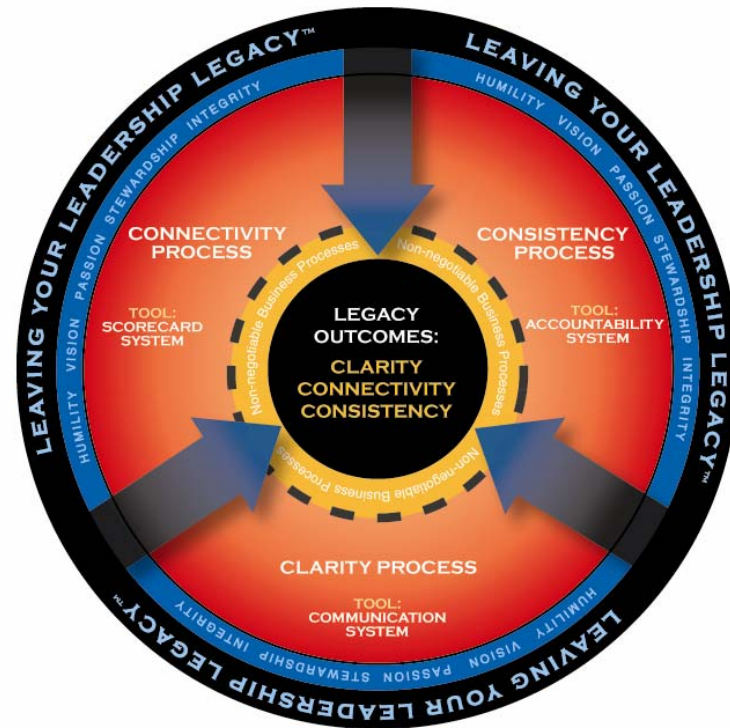 LEAVING YOUR LEADERSHIP LEGACY™
LEAVING YOUR LEADERSHIP LEGACY™
LEAVING YOUR LEADERSHIP LEGACY™
HUMILITY VISION PASSION STEWARDSHIP INTEGRITY
HUMILITY VISION PASSION STEWARDSHIP INTEGRITY
HUMILITY VISION PASSION STEWARDSHIP INTEGRITY
CONNECTIVITY
PROCESS
TOOL:
SCORECARD
SYSTEM
CONSISTENCY
PROCESS
TOOL:
ACCOUNTABILITY
SYSTEM
Non-negotiable Business Processes
Non-negotiable Business Processes
Non-negotiable Business Processes
LEGACY
OUTCOMES:
CLARITY
CONNECTIVITY
CONSISTENCY
CLARITY PROCESS
TOOL:
COMMUNICATION
SYSTEM